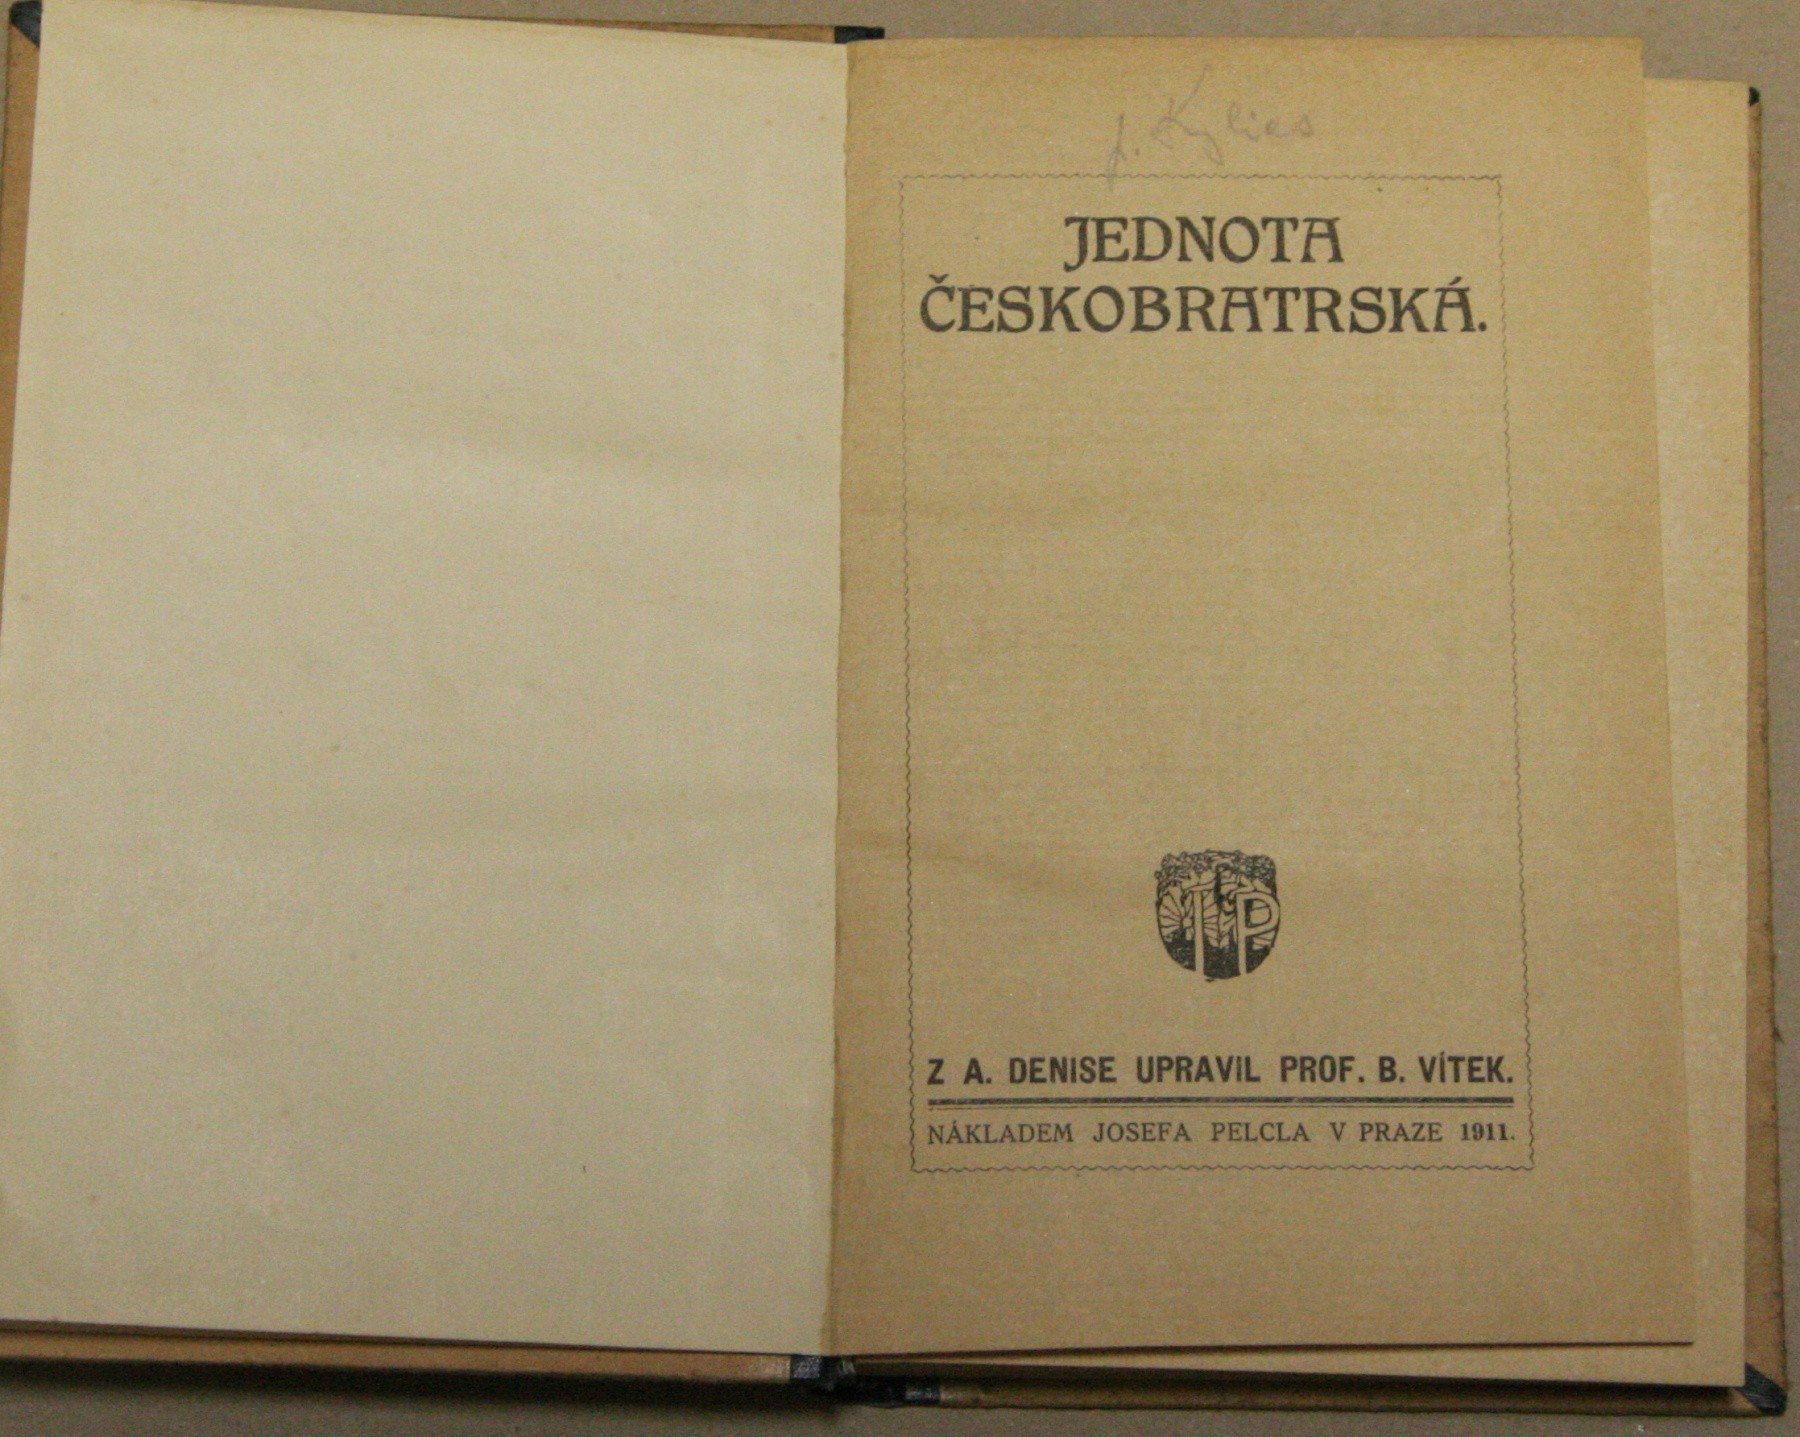 JEDNOTA
ČESKOBRATRSKÁ.
Z A. DENISE UPRAVIL PROF. B. VÍTEK.
NÁKLADEM JOSEFA PELCLA V PRAZE 1911.